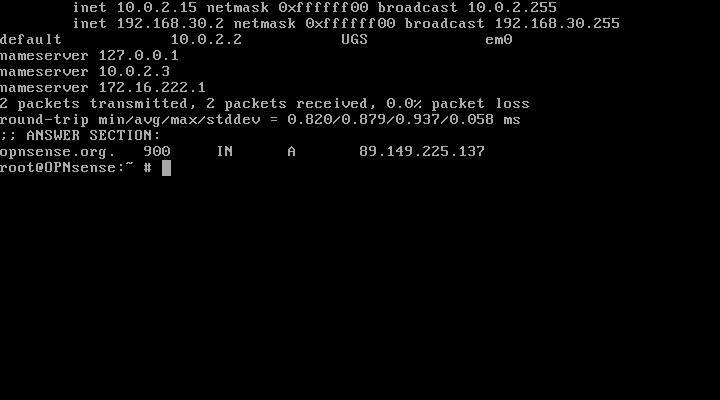 inet 10.0.2.15 netmask 0xffffff00 broadcast 10.0.2.255
inet 192.168.30.2 netmask 0xffffff00 broadcast 192.168.30.255
default 10.0.2.2 UGS em0
nameserver 127.0.0.1
nameserver 10.0.2.3
nameserver 172.16.222.1
2 packets transmitted, 2 packets received, 0.0% packet loss
round-trip min/avg/max/stddev = 0.820/0.879/0.937/0.058 ms
;; ANSWER SECTION:
opnsense.org. 900 IN A 89.149.225.137
root@OPNsense:~ #